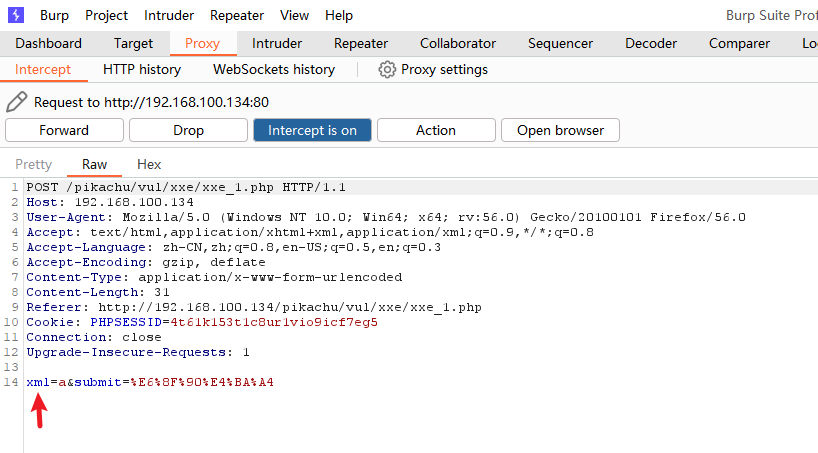 Burp Project Intruder Repeater View Help Burp Suite Prof
Dashboard Target Proxy Intruder Repeater Collaborator Sequencer Decoder Comparer Lo
Intercept HTTP history WebSockets history Proxy settings
Request to http://192.168.100.134:80
Forward Drop Intercept is on Action Open browser
Pretty Raw Hex
1 POST /pikachu/vul/xxe/xxe_1.php HTTP/1.1
2 Host: 192.168.100.134
3 User-Agent: Mozilla/5.0 (Windows NT 10.0; Win64; x64; rv:56.0) Gecko/20100101 Firefox/56.0
4 Accept: text/html,application/xhtml+xml,application/xml;q=0.9,*/*;q=0.8
5 Accept-Language: zh-CN,zh;q=0.8,en-US;q=0.5,en;q=0.3
6 Accept-Encoding: gzip, deflate
7 Content-Type: application/x-www-form-urlencoded
8 Content-Length: 31
9 Referer: http://192.168.100.134/pikachu/vul/xxe/xxe_1.php
10 Cookie: PHPSESSID=4t61k153t1c8ur1vio9icf7eg5
11 Connection: close
12 Upgrade-Insecure-Requests: 1
13
14 xml=a&submit=%E6%8F%90%E4%BA%A4